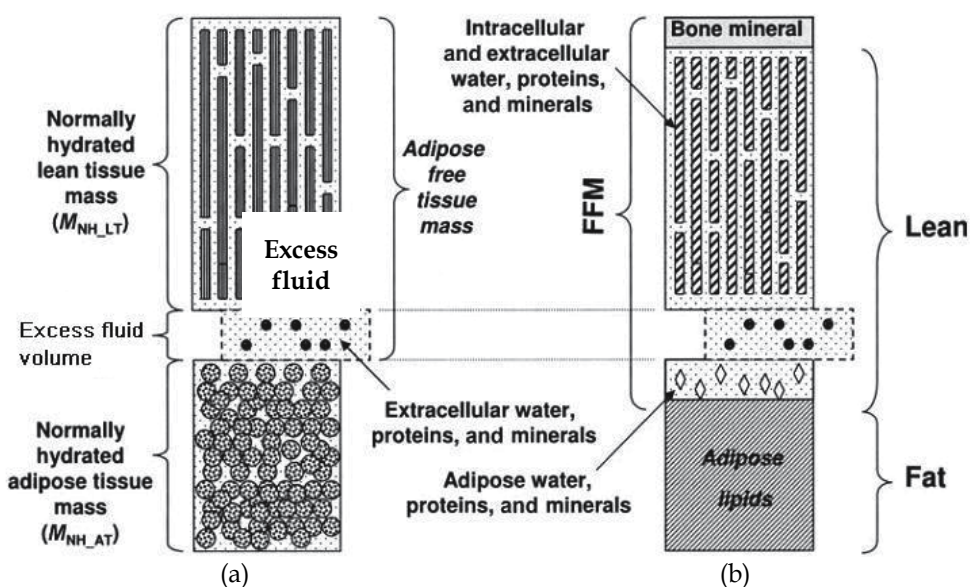 Normally
hydrated
lean tissue
mass
(M_NH_LT)
Excess fluid
volume
Normally
hydrated
adipose tissue
mass
(M_NH_AT)
Excess
fluid
Adipose
free
tissue
mass
Extracellular water,
proteins, and minerals
Adipose water,
proteins, and minerals
(a)
Intracellular
and extracellular
water, proteins,
and minerals
FFM
Bone mineral
Adipose
lipids
Lean
Fat
(b)